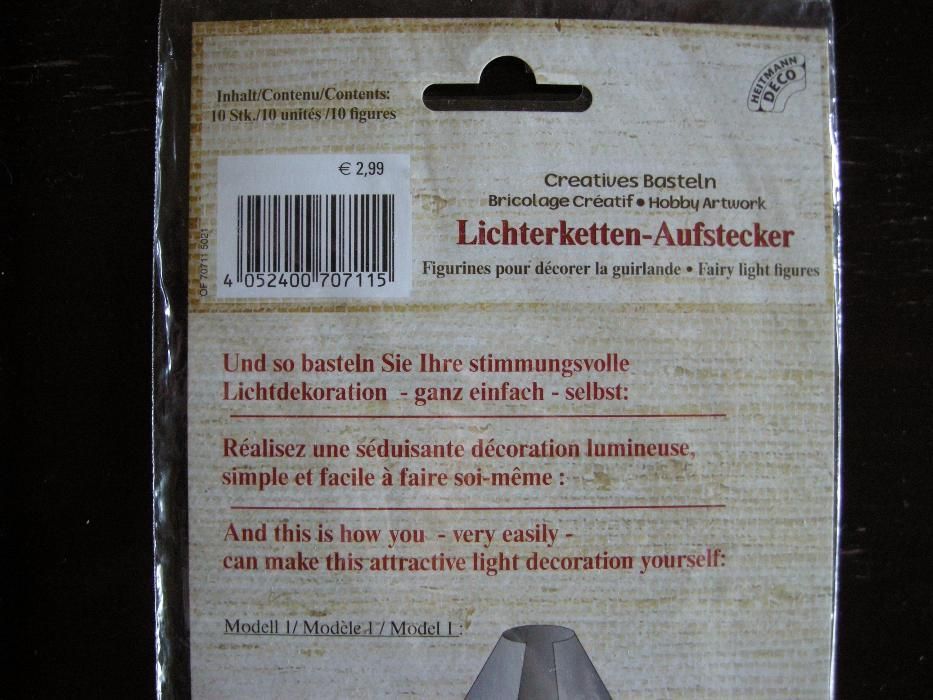 Inhalt/Contenu/Contents:
10 Stk./10 unités /10 figures
HEITMANN
DECO
€ 2,99
4 052400 707115
OF 70711 5021
Creatives Basteln
Bricolage Créatif • Hobby Artwork
Lichterketten-Aufstecker
Figurines pour décorer la guirlande • Fairy light figures
Und so basteln Sie Ihre stimmungsvolle
Lichtdekoration - ganz einfach - selbst:
Réalisez une séduisante décoration lumineuse,
simple et facile à faire soi-même :
And this is how you - very easily -
can make this attractive light decoration yourself:
Modell 1/ Modèle 1 / Model 1 :